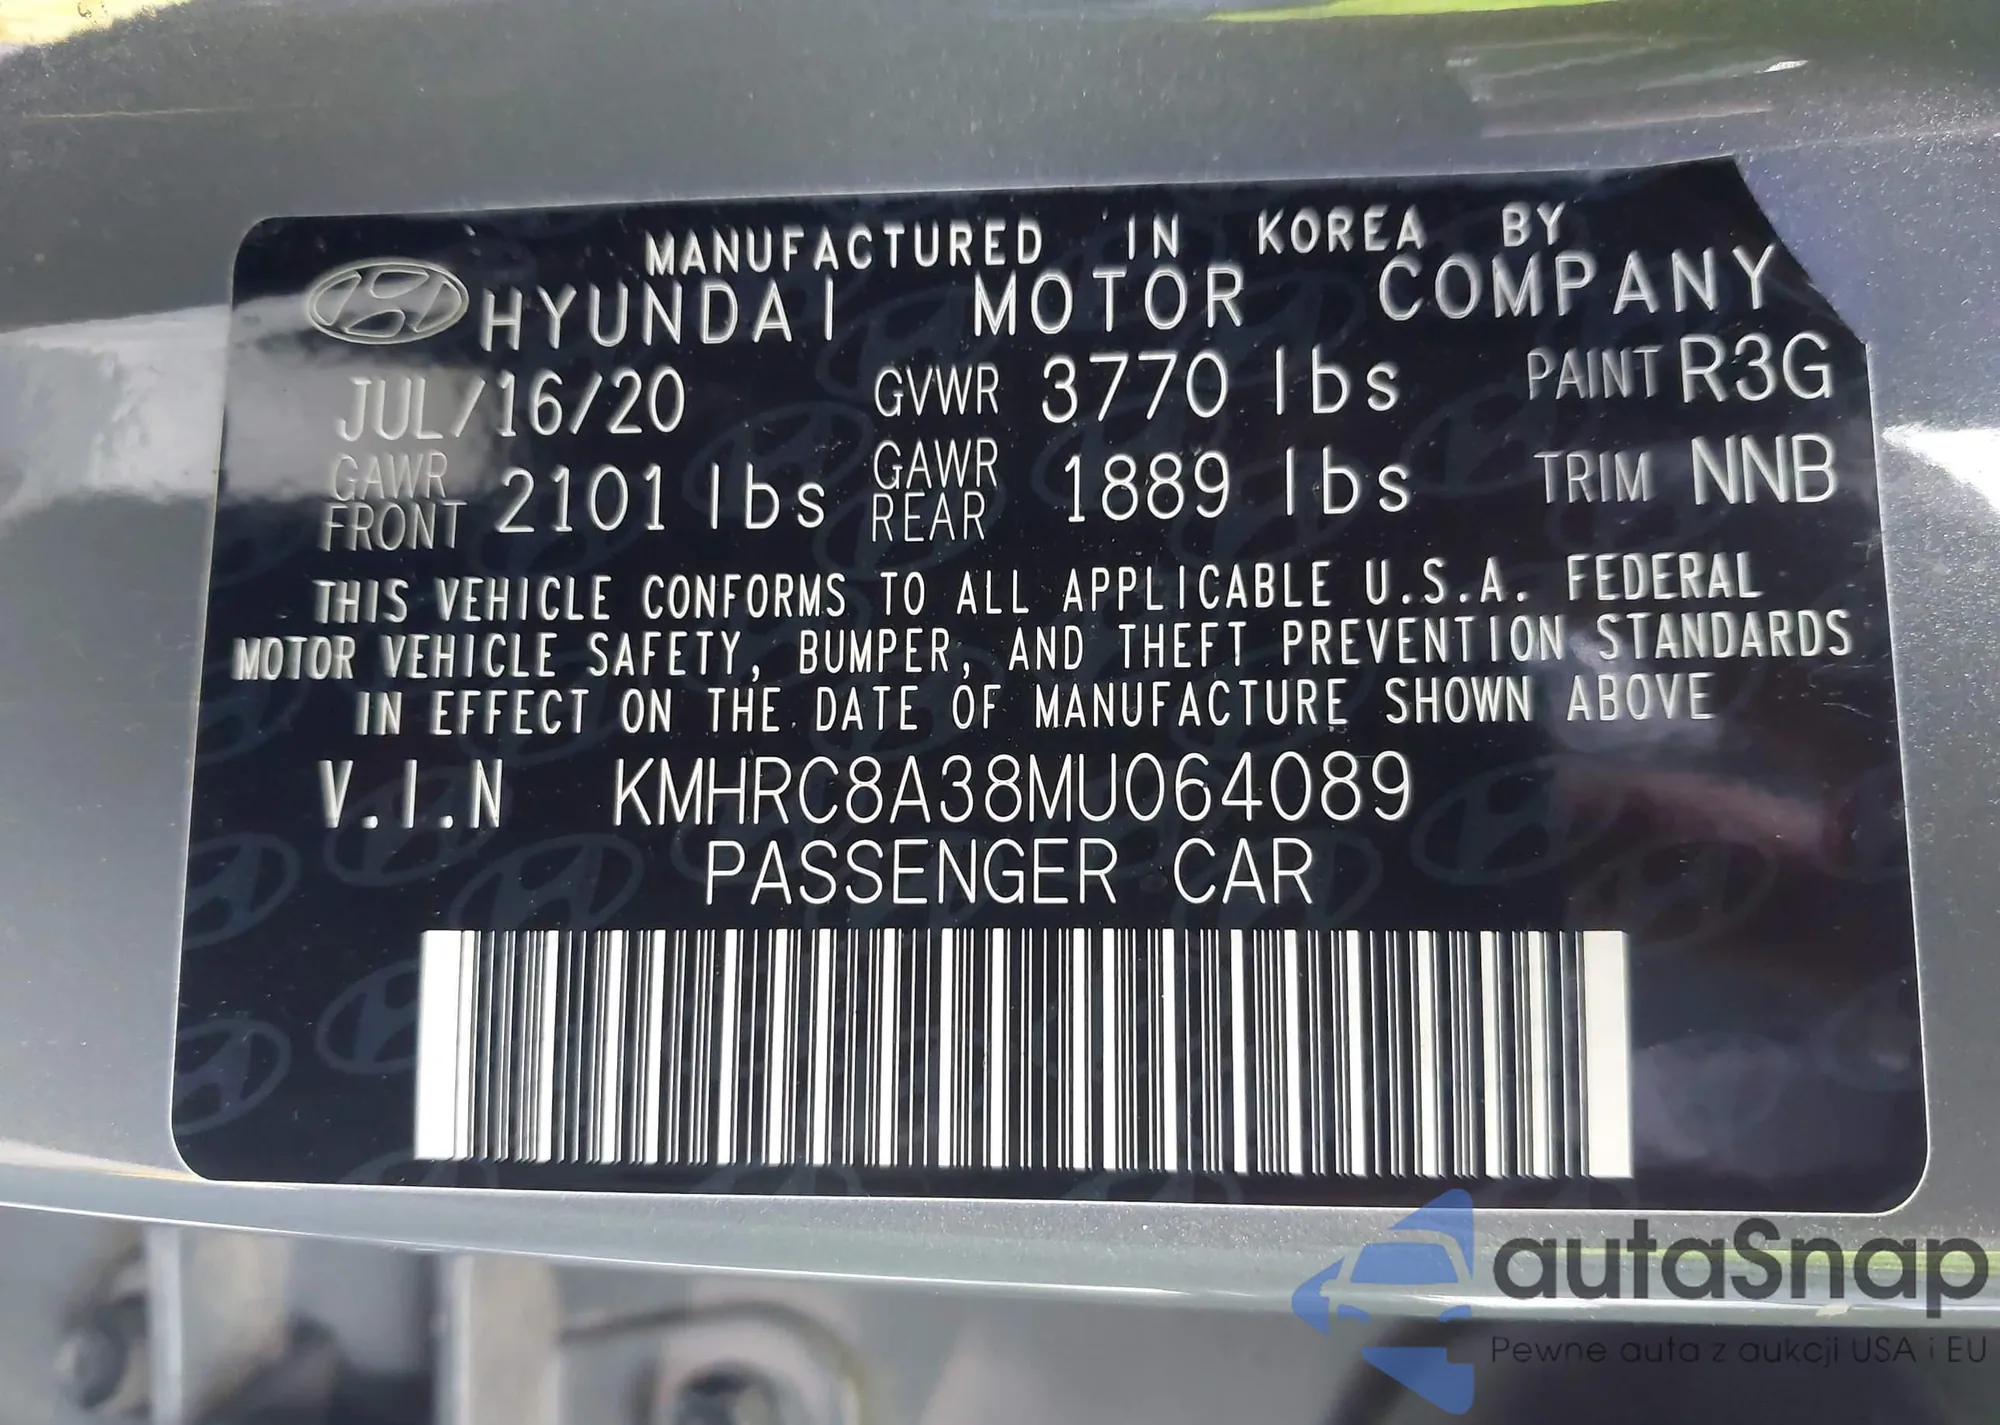 MANUFACTURED IN KOREA BY
HYUNDAI MOTOR COMPANY
JUL/16/20 GVWR 3770 lbs PAINT R3G
GAWR FRONT 2101 lbs GAWR REAR 1889 lbs TRIM NNB
THIS VEHICLE CONFORMS TO ALL APPLICABLE U.S.A. FEDERAL
MOTOR VEHICLE SAFETY, BUMPER, AND THEFT PREVENTION STANDARDS
IN EFFECT ON THE DATE OF MANUFACTURE SHOWN ABOVE
V.I.N KMHRC8A38MU064089
PASSENGER CAR
autaSnap
Pewne auta z aukcji USA i EU